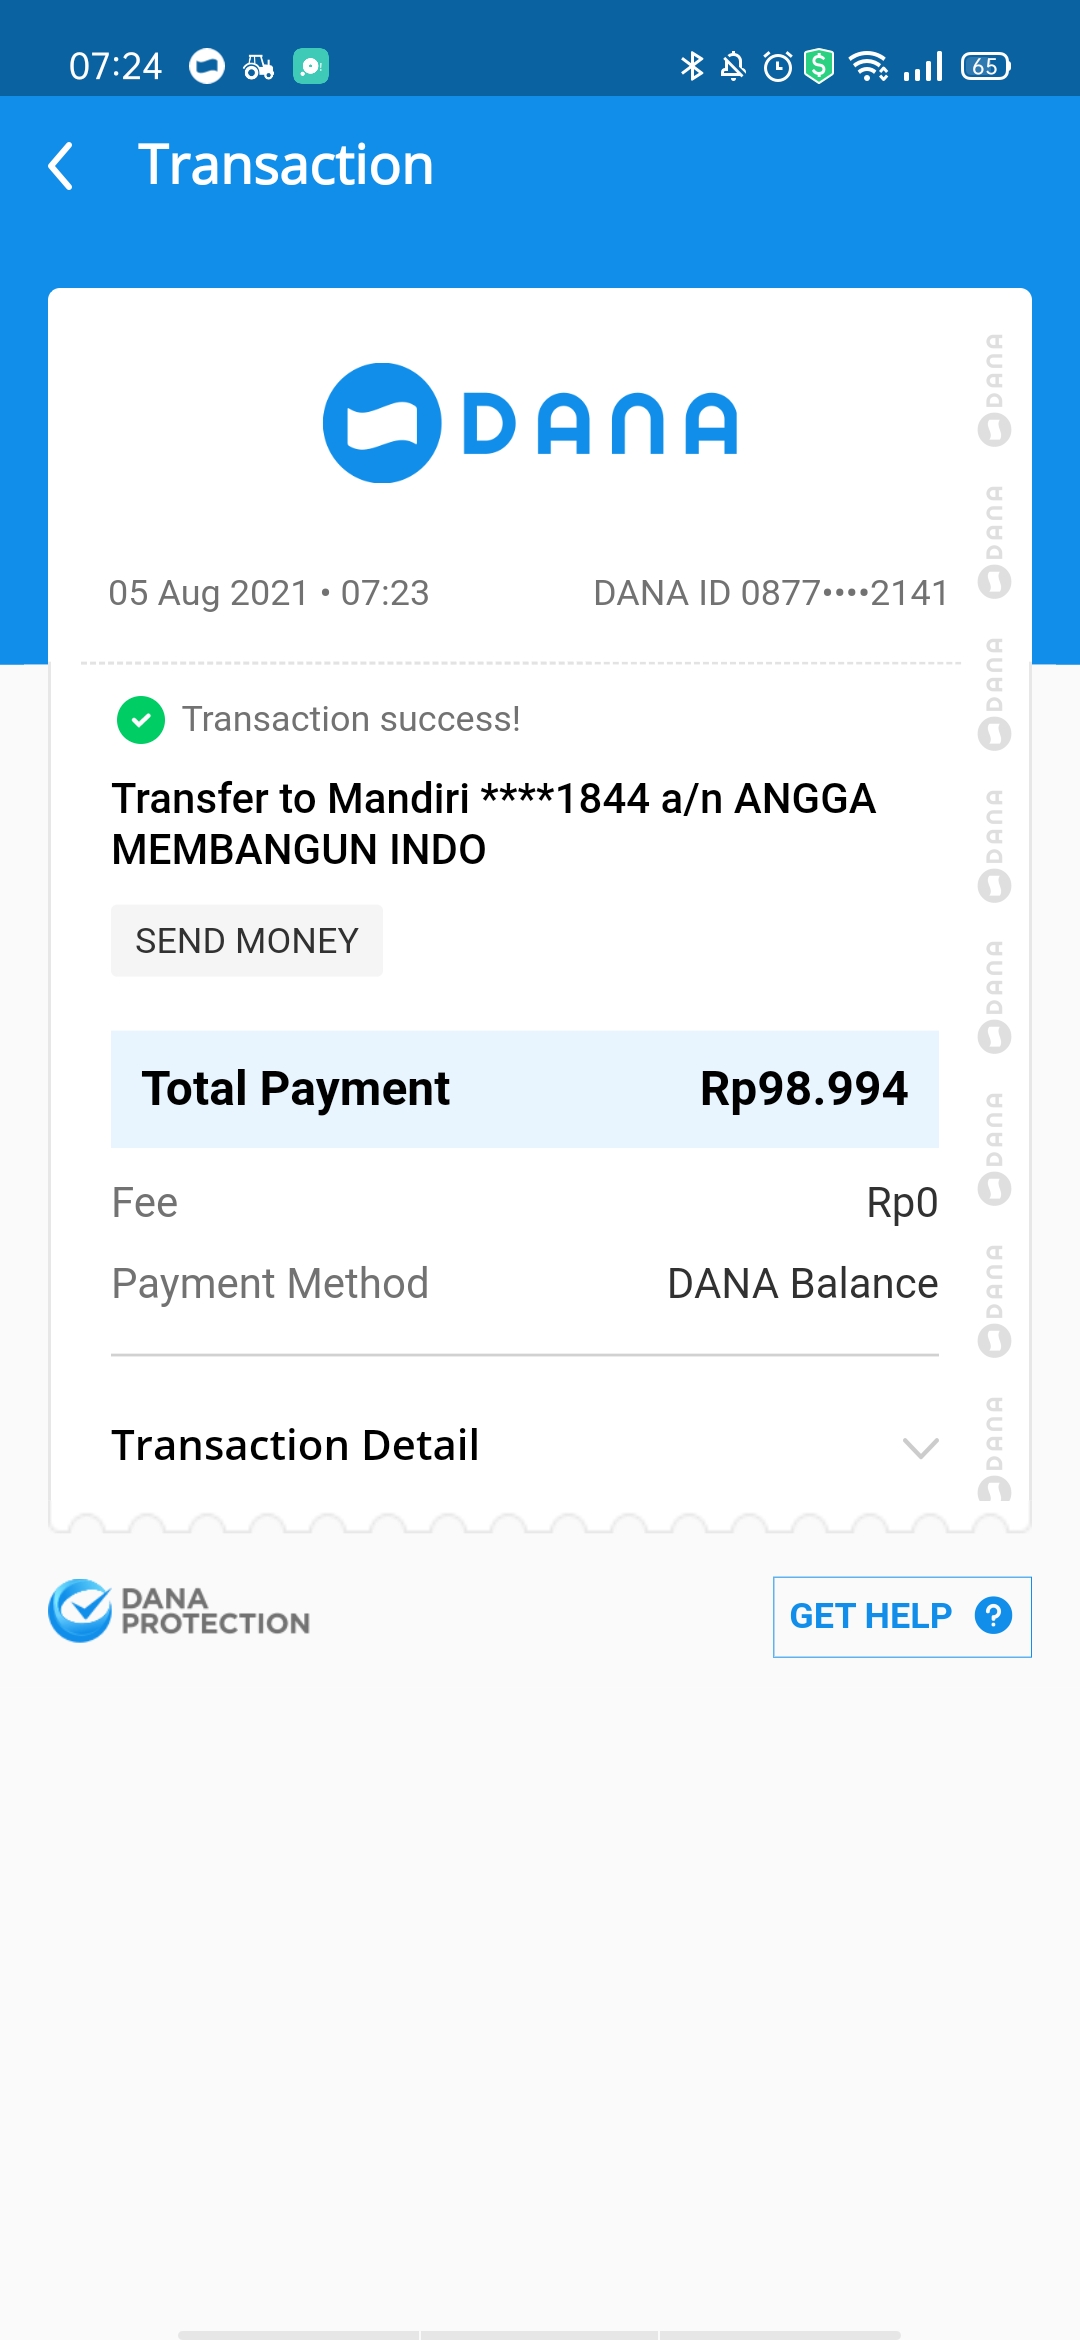 07:24
65
Transaction
DANA
05 Aug 2021 • 07:23
DANA ID 0877••••2141
Transaction success!
Transfer to Mandiri ****1844 a/n ANGGA
MEMBANGUN INDO
SEND MONEY
Total Payment Rp98.994
Fee Rp0
Payment Method DANA Balance
Transaction Detail
DANA
DANA
DANA
DANA
DANA
DANA
DANA
DANA
DANA
PROTECTION
GET HELP ?